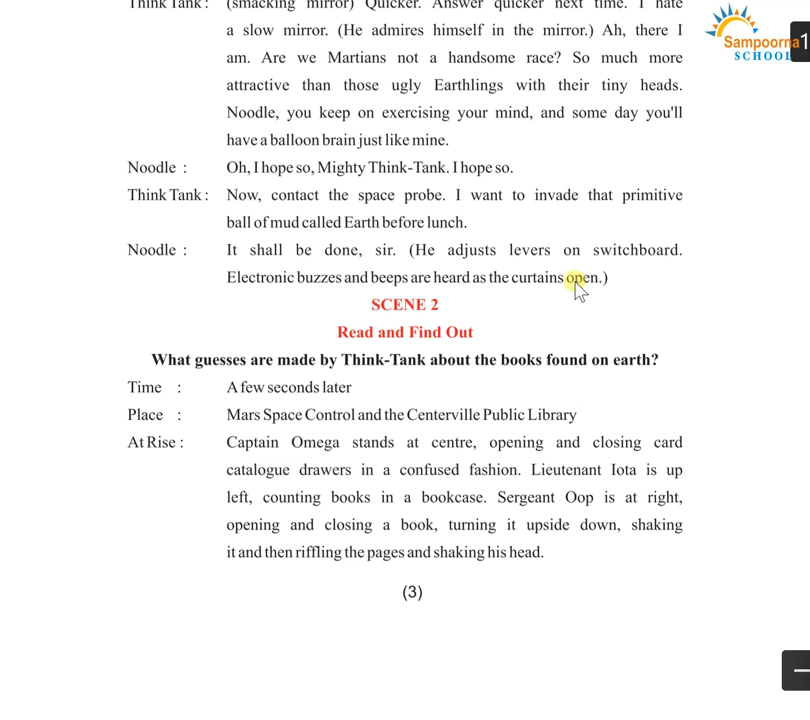 Think Tank : (smacking mirror) Quicker. Answer quicker next time. I hate
a slow mirror. (He admires himself in the mirror.) Ah, there I
am. Are we Martians not a handsome race? So much more
attractive than those ugly Earthlings with their tiny heads.
Noodle, you keep on exercising your mind, and some day you'll
have a balloon brain just like mine.
Noodle : Oh, I hope so, Mighty Think-Tank. I hope so.
Think Tank : Now, contact the space probe. I want to invade that primitive
ball of mud called Earth before lunch.
Noodle : It shall be done, sir. (He adjusts levers on switchboard.
Electronic buzzes and beeps are heard as the curtains open.)
SCENE 2
Read and Find Out
What guesses are made by Think-Tank about the books found on earth?
Time : A few seconds later
Place : Mars Space Control and the Centerville Public Library
At Rise : Captain Omega stands at centre, opening and closing card
catalogue drawers in a confused fashion. Lieutenant Iota is up
left, counting books in a bookcase. Sergeant Oop is at right,
opening and closing a book, turning it upside down, shaking
it and then riffling the pages and shaking his head.
(3)
Sampoorna
SCHOOL
1